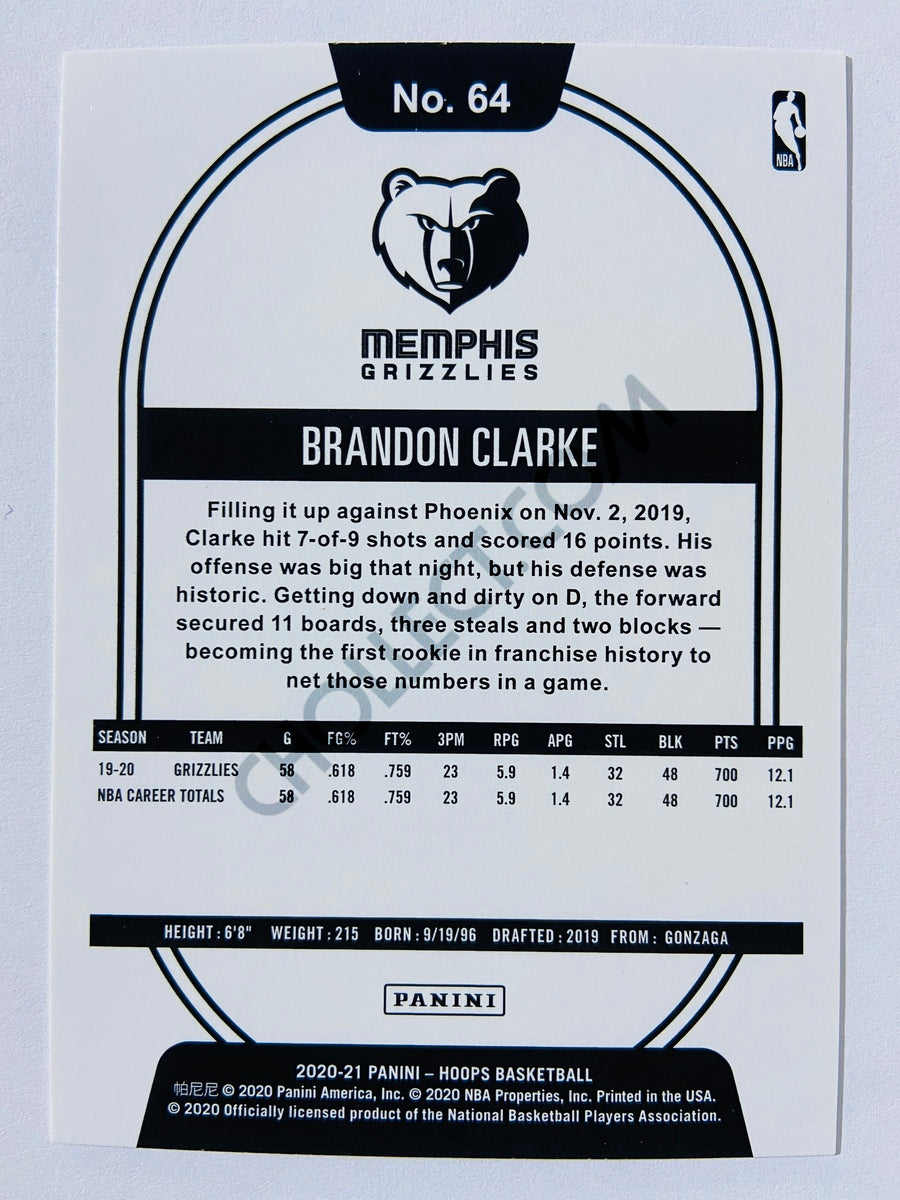 No. 64
NBA
MEMPHIS
GRIZZLIES
BRANDON CLARKE
Filling it up against Phoenix on Nov. 2, 2019,
Clarke hit 7-of-9 shots and scored 16 points. His
offense was big that night, but his defense was
historic. Getting down and dirty on D, the forward
secured 11 boards, three steals and two blocks —
becoming the first rookie in franchise history to
net those numbers in a game.
CHOLLECT.COM
SEASON TEAM G FG% FT% 3PM RPG APG STL BLK PTS PPG
19-20 GRIZZLIES 58 .618 .759 23 5.9 1.4 32 48 700 12.1
NBA CAREER TOTALS 58 .618 .759 23 5.9 1.4 32 48 700 12.1
HEIGHT: 6'8" WEIGHT: 215 BORN: 9/19/96 DRAFTED: 2019 FROM: GONZAGA
PANINI
2020-21 PANINI – HOOPS BASKETBALL
帕尼尼 © 2020 Panini America, Inc. © 2020 NBA Properties, Inc. Printed in the USA.
© 2020 Officially licensed product of the National Basketball Players Association.